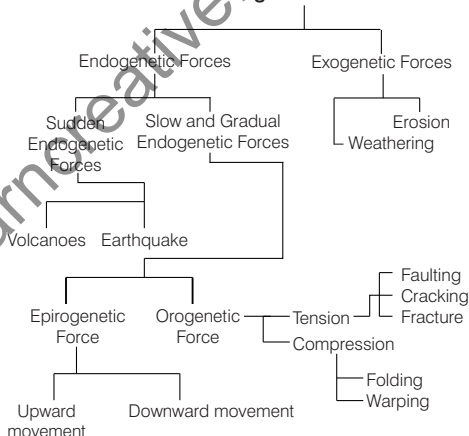 Endogenetic Forces
Exogenetic Forces
Sudden
Endogenetic
Forces
Slow and Gradual
Endogenetic Forces
Erosion
Weathering
Volcanoes
Earthquake
Epirogenetic
Force
Orogenetic
Force
Tension
Compression
Faulting
Cracking
Fracture
Folding
Warping
Upward
movement
Downward movement